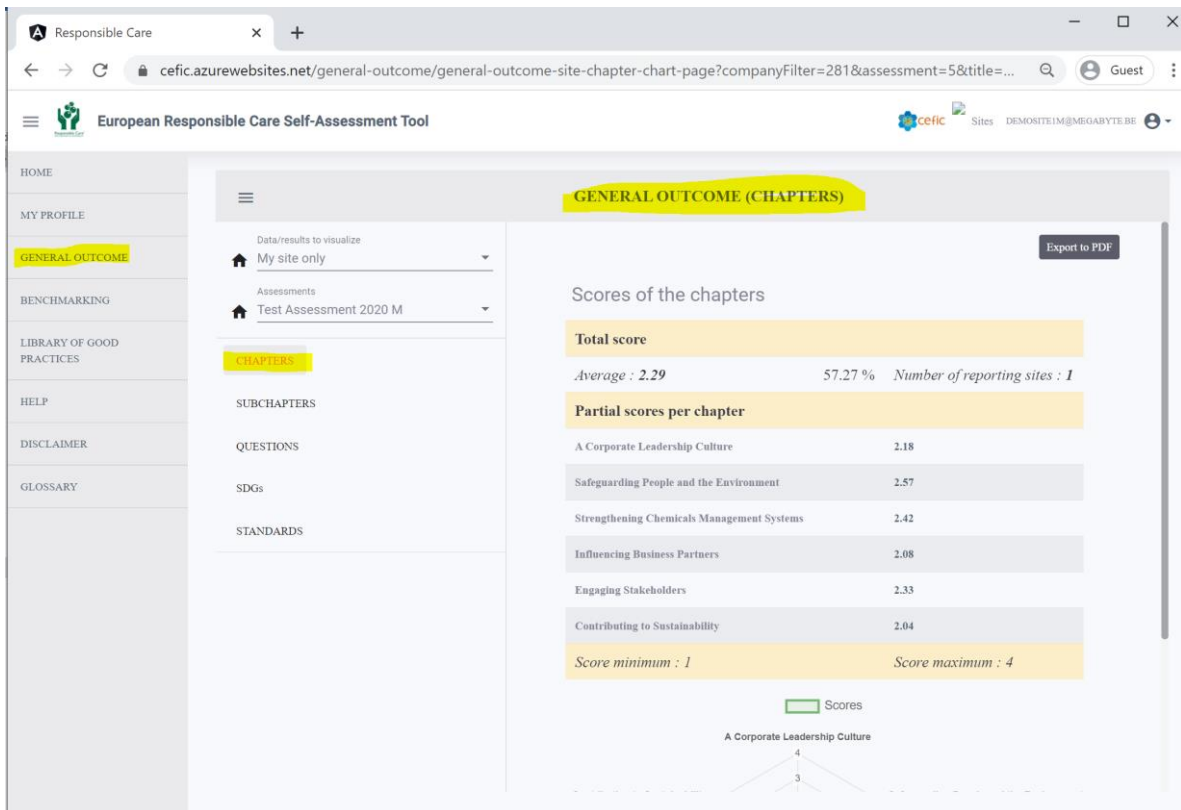 Responsible Care
cefic.azurewebsites.net/general-outcome/general-outcome-site-chapter-chart-page?companyFilter=281&assessment=5&title=...
Guest
European Responsible Care Self-Assessment Tool
cefic
Sites
DEMOSITE1M@MEGABYTE.BE
HOME
MY PROFILE
GENERAL OUTCOME
BENCHMARKING
LIBRARY OF GOOD
PRACTICES
HELP
DISCLAIMER
GLOSSARY
GENERAL OUTCOME (CHAPTERS)
Data/results to visualize
My site only
Assessments
Test Assessment 2020 M
CHAPTERS
SUBCHAPTERS
QUESTIONS
SDGs
STANDARDS
Export to PDF
Scores of the chapters
Total score
Average : 2.29 57.27 % Number of reporting sites : 1
Partial scores per chapter
A Corporate Leadership Culture 2.18
Safeguarding People and the Environment 2.57
Strengthening Chemicals Management Systems 2.42
Influencing Business Partners 2.08
Engaging Stakeholders 2.33
Contributing to Sustainability 2.04
Score minimum : 1 Score maximum : 4
Scores
A Corporate Leadership Culture
4
3